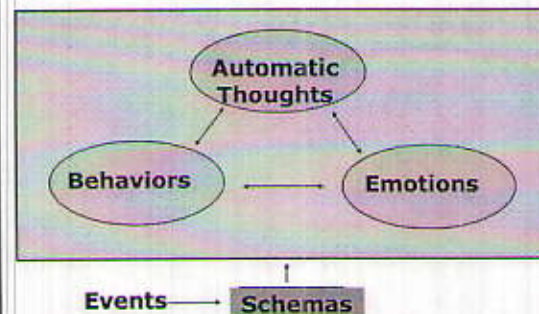 Automatic
Thoughts
Behaviors
Emotions
Events
Schemas